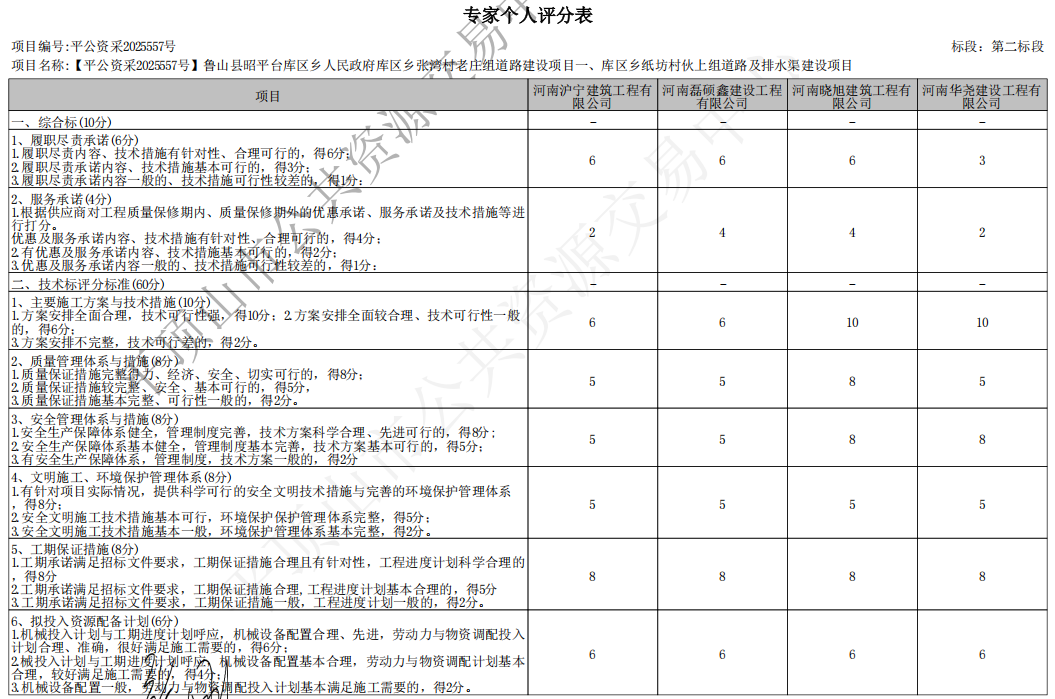 专家个人评分表
项目编号:平公资采2025557号 标段：第二标段
项目名称:【平公资采2025557号】鲁山县昭平台库区乡人民政府库区乡张湾村老庄组道路建设项目一、库区乡纸坊村伙上组道路及排水渠建设项目
项目 河南沪宁建筑工程有限公司 河南磊硕鑫建设工程有限公司 河南晓旭建筑工程有限公司 河南华尧建设工程有限公司
一、综合标(10分) - - - -
1、履职尽责承诺(6分)
1.履职尽责内容、技术措施有针对性、合理可行的，得6分；
2.履职尽责承诺内容、技术措施基本可行的，得3分；
3.履职尽责承诺内容一般的、技术措施可行性较差的，得1分:
6 6 6 3
2、服务承诺(4分)
1.根据供应商对工程质量保修期内、质量保修期外的优惠承诺、服务承诺及技术措施等进
行打分。
优惠及服务承诺内容、技术措施有针对性、合理可行的，得4分；
2.有优惠及服务承诺内容、技术措施基本可行的，得2分；
3.优惠及服务承诺内容一般的、技术措施可行性较差的，得1分:
2 4 4 2
二、技术标评分标准(60分) - - - -
1、主要施工方案与技术措施(10分)
1.方案安排全面合理，技术可行性强，得10分；2.方案安排全面较合理、技术可行性一般
的，得6分；
3.方案安排不完整，技术可行差的，得2分。
6 6 10 10
2、质量管理体系与措施(8分)
1.质量保证措施完整得力、经济、安全、切实可行的，得8分；
2.质量保证措施较完整、安全、基本可行的，得5分，
3.质量保证措施基本完整、可行性一般的，得2分。
5 5 8 5
3、安全管理体系与措施(8分)
1.安全生产保障体系健全，管理制度完善，技术方案科学合理、先进可行的，得8分；
2.安全生产保障体系基本健全，管理制度基本完善，技术方案基本可行的，得5分；
3.有安全生产保障体系，管理制度，技术方案一般的，得2分
5 5 8 8
4、文明施工、环境保护管理体系(8分)
1.有针对项目实际情况，提供科学可行的安全文明技术措施与完善的环境保护管理体系
，得8分；
2.安全文明施工技术措施基本可行，环境保护保护管理体系完整，得5分；
3.安全文明施工技术措施基本一般，环境保护管理体系基本完整，得2分。
5 5 5 5
5、工期保证措施(8分)
1.工期承诺满足招标文件要求，工期保证措施合理且有针对性，工程进度计划科学合理的
，得8分
2.工期承诺满足招标文件要求，工期保证措施合理,工程进度计划基本合理的，得5分
3.工期承诺满足招标文件要求，工期保证措施一般，工程进度计划一般的，得2分。
8 8 8 8
6、拟投入资源配备计划(6分)
1.机械投入计划与工期进度计划呼应，机械设备配置合理、先进，劳动力与物资调配投入
计划合理、准确，很好满足施工需要的，得6分；
2.械投入计划与工期进度计划呼应，机械设备配置基本合理，劳动力与物资调配计划基本
合理，较好满足施工需要的，得4分；
3.机械设备配置一般，劳动力与物资调配投入计划基本满足施工需要的，得2分。
6 6 6 6
平顶山市公共资源交易中